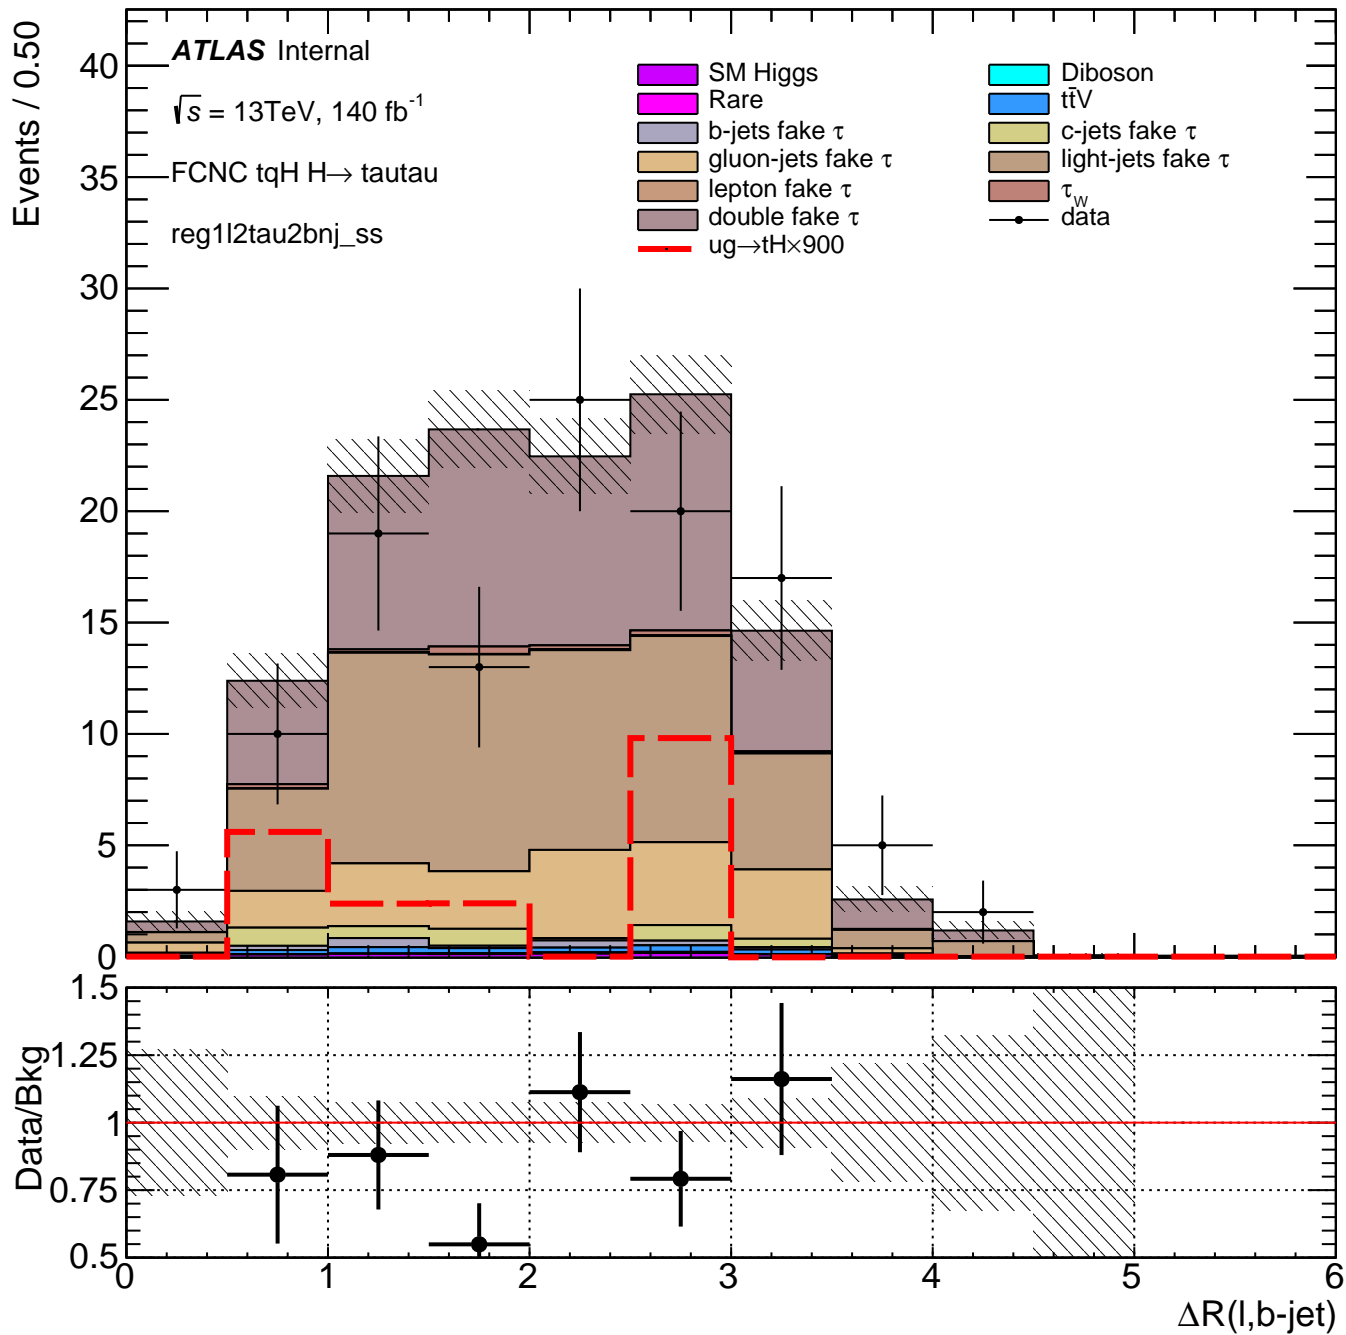 Events / 0.50
40
35
30
25
20
15
10
5
0
ATLAS Internal
√s = 13TeV, 140 fb⁻¹
FCNC tqH H→ tautau
reg1l2tau2bnj_ss
SM Higgs
Rare
b-jets fake τ
gluon-jets fake τ
lepton fake τ
double fake τ
ug→tH×900
Diboson
tt̄V
c-jets fake τ
light-jets fake τ
τ_W
data
Data/Bkg
1.5
1.25
1
0.75
0.5
0 1 2 3 4 5 6
ΔR(l,b-jet)